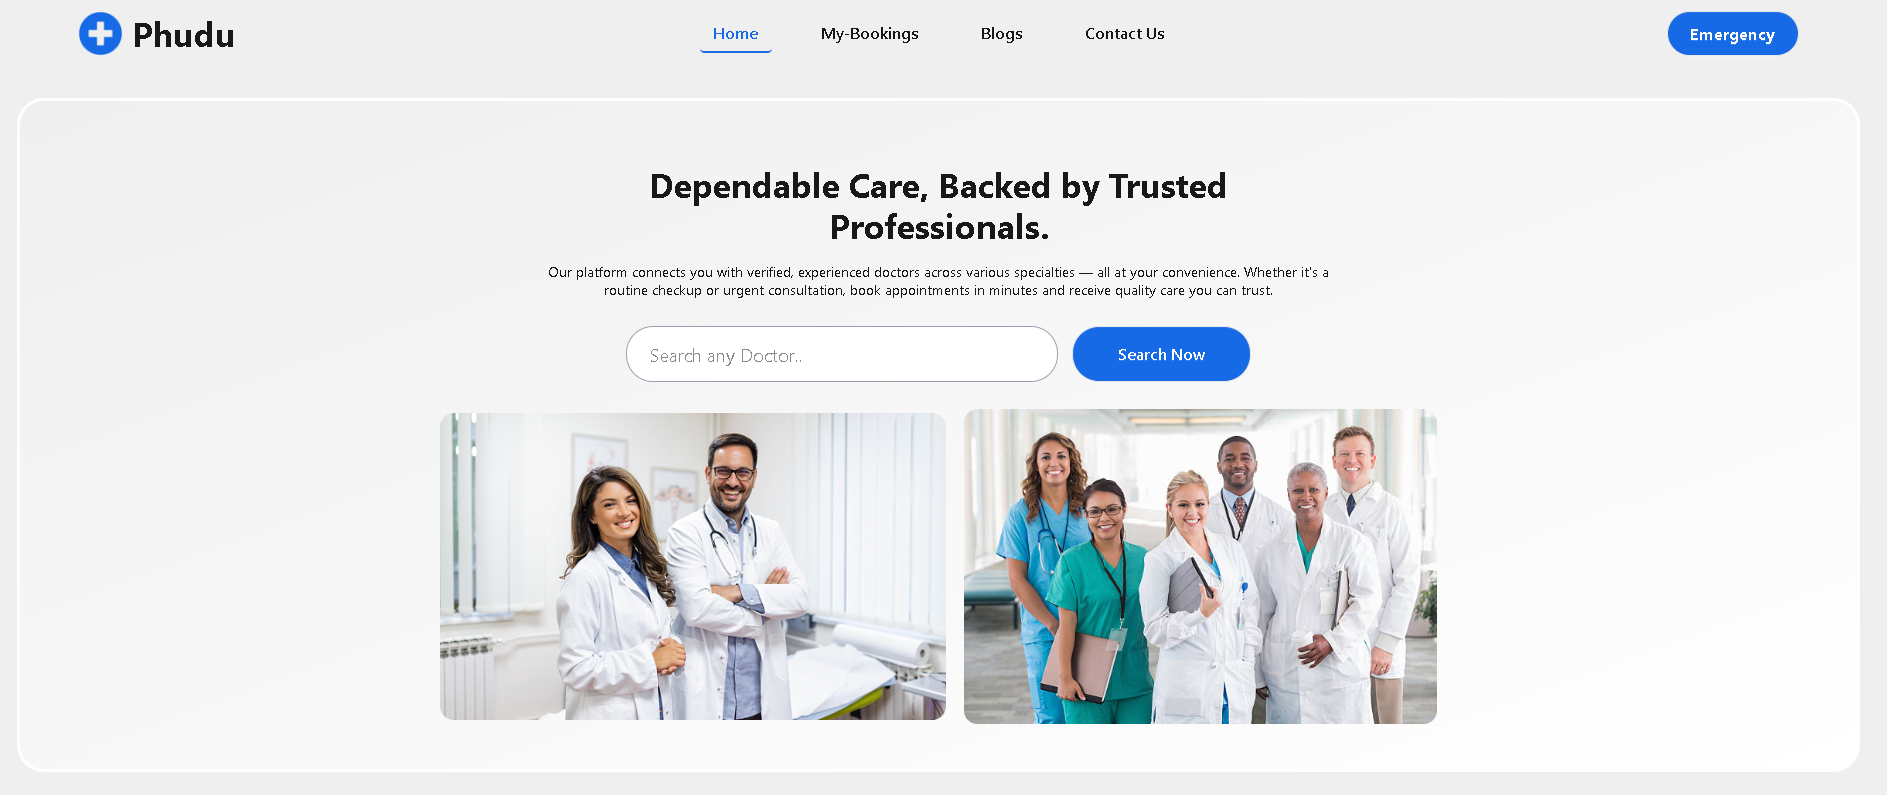 Phudu
Home
My-Bookings
Blogs
Contact Us
Emergency
Dependable Care, Backed by Trusted
Professionals.
Our platform connects you with verified, experienced doctors across various specialties — all at your convenience. Whether it's a
routine checkup or urgent consultation, book appointments in minutes and receive quality care you can trust.
Search any Doctor..
Search Now